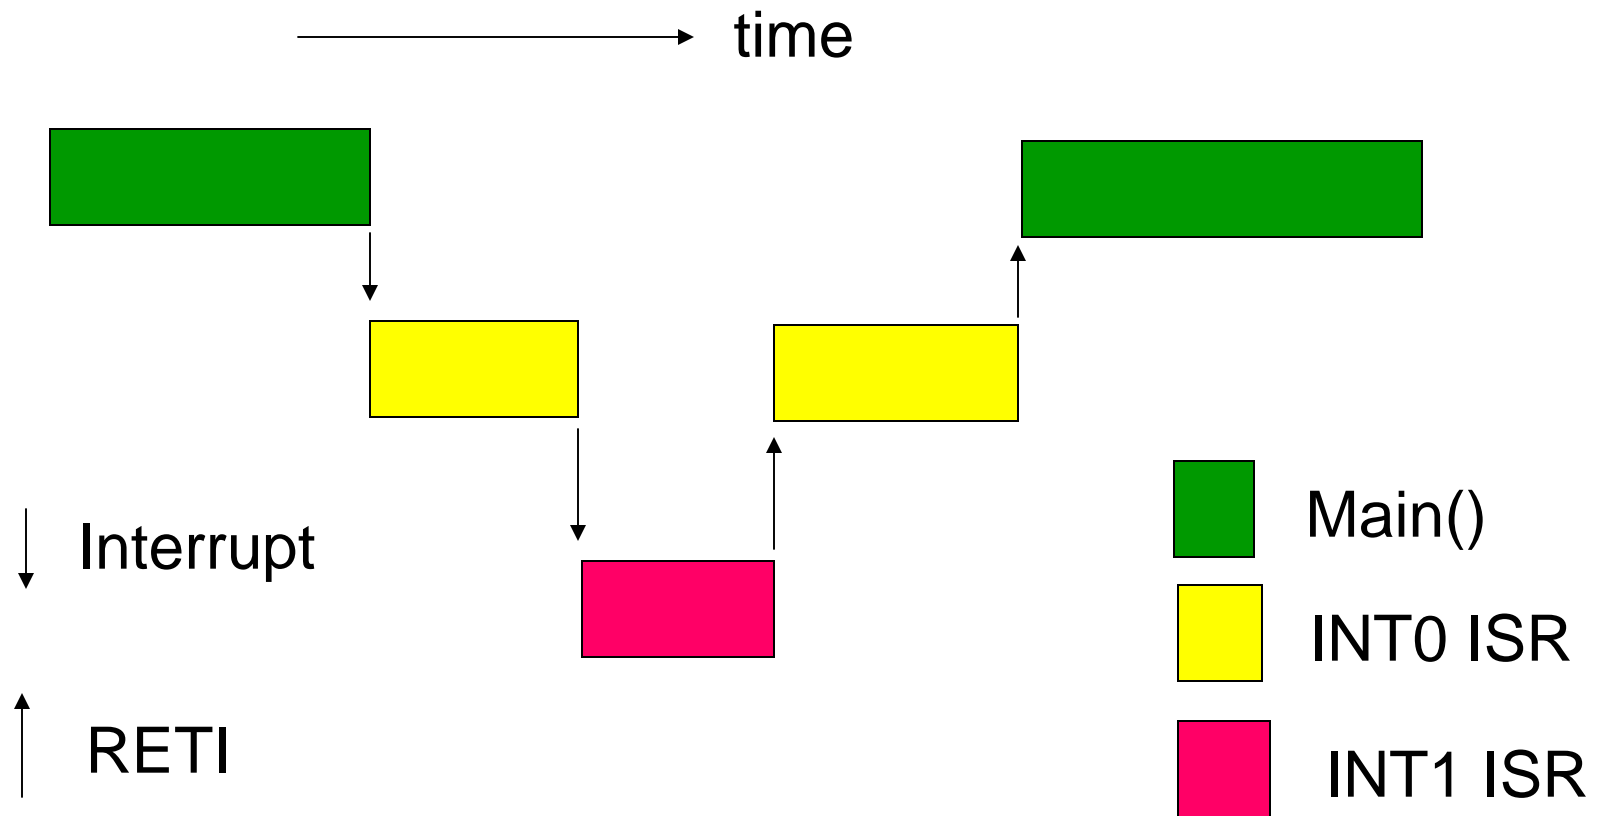 time
Interrupt
RETI
Main()
INT0 ISR
INT1 ISR